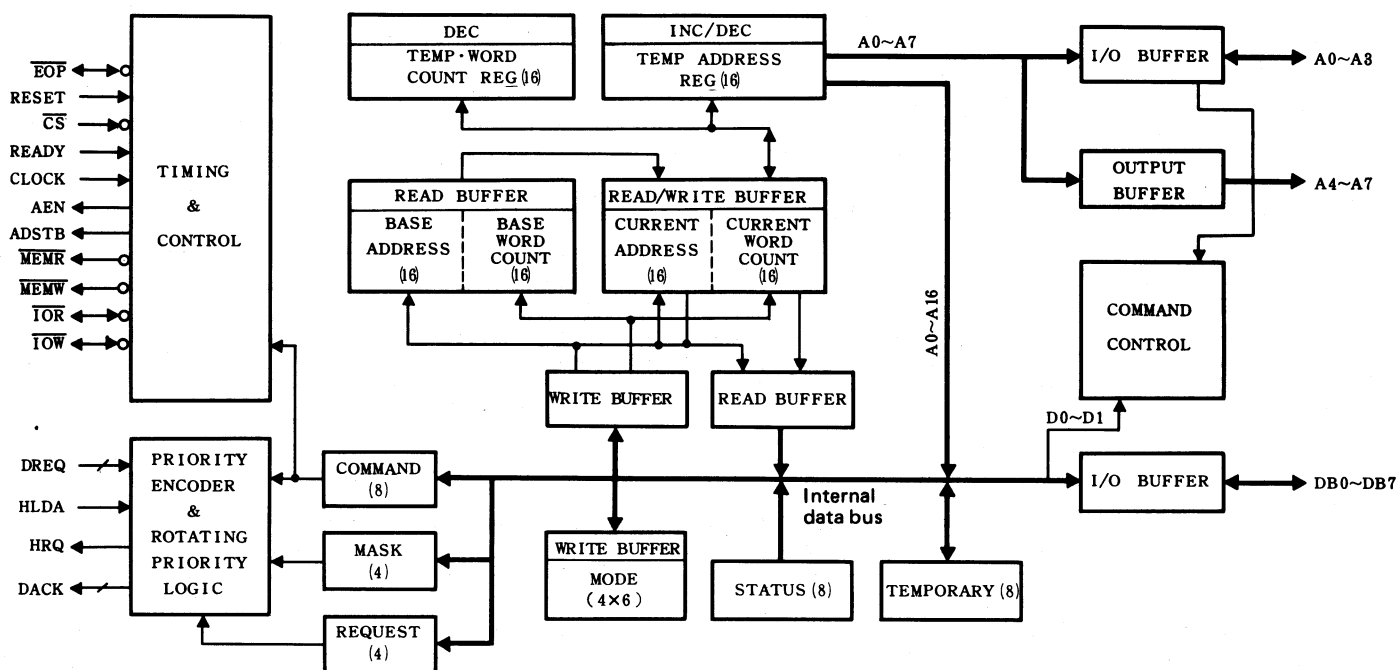 EOP
RESET
CS
READY
CLOCK
AEN
ADSTB
MEMR
MEMW
IOR
IOW
TIMING
&
CONTROL
DREQ
HLDA
HRQ
DACK
PRIORITY
ENCODER
&
ROTATING
PRIORITY
LOGIC
COMMAND
(8)
MASK
(4)
REQUEST
(4)
DEC
TEMP·WORD
COUNT REG (16)
INC/DEC
TEMP ADDRESS
REG (16)
READ BUFFER
BASE
ADDRESS
(16)
BASE
WORD
COUNT
(16)
READ/WRITE BUFFER
CURRENT
ADDRESS
(16)
CURRENT
WORD
COUNT
(16)
WRITE BUFFER
READ BUFFER
WRITE BUFFER
MODE
(4×6)
STATUS (8)
TEMPORARY (8)
Internal
data bus
A0~A7
A0~A16
D0~D1
I/O BUFFER
A0~A3
OUTPUT
BUFFER
A4~A7
COMMAND
CONTROL
I/O BUFFER
DB0~DB7